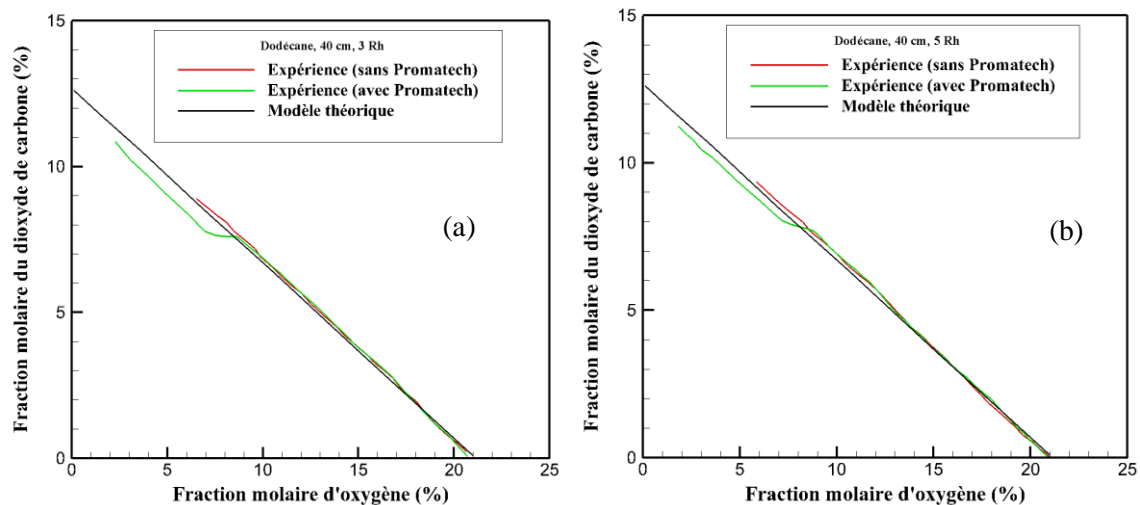 15
10
5
0
Fraction molaire du dioxyde de carbone (%)
Dodécane, 40 cm, 3 Rh
Expérience (sans Promatech)
Expérience (avec Promatech)
Modèle théorique
(a)
0 5 10 15 20 25
Fraction molaire d'oxygène (%)
15
10
5
0
Fraction molaire du dioxyde de carbone (%)
Dodécane, 40 cm, 5 Rh
Expérience (sans Promatech)
Expérience (avec Promatech)
Modèle théorique
(b)
0 5 10 15 20 25
Fraction molaire d'oxygène (%)